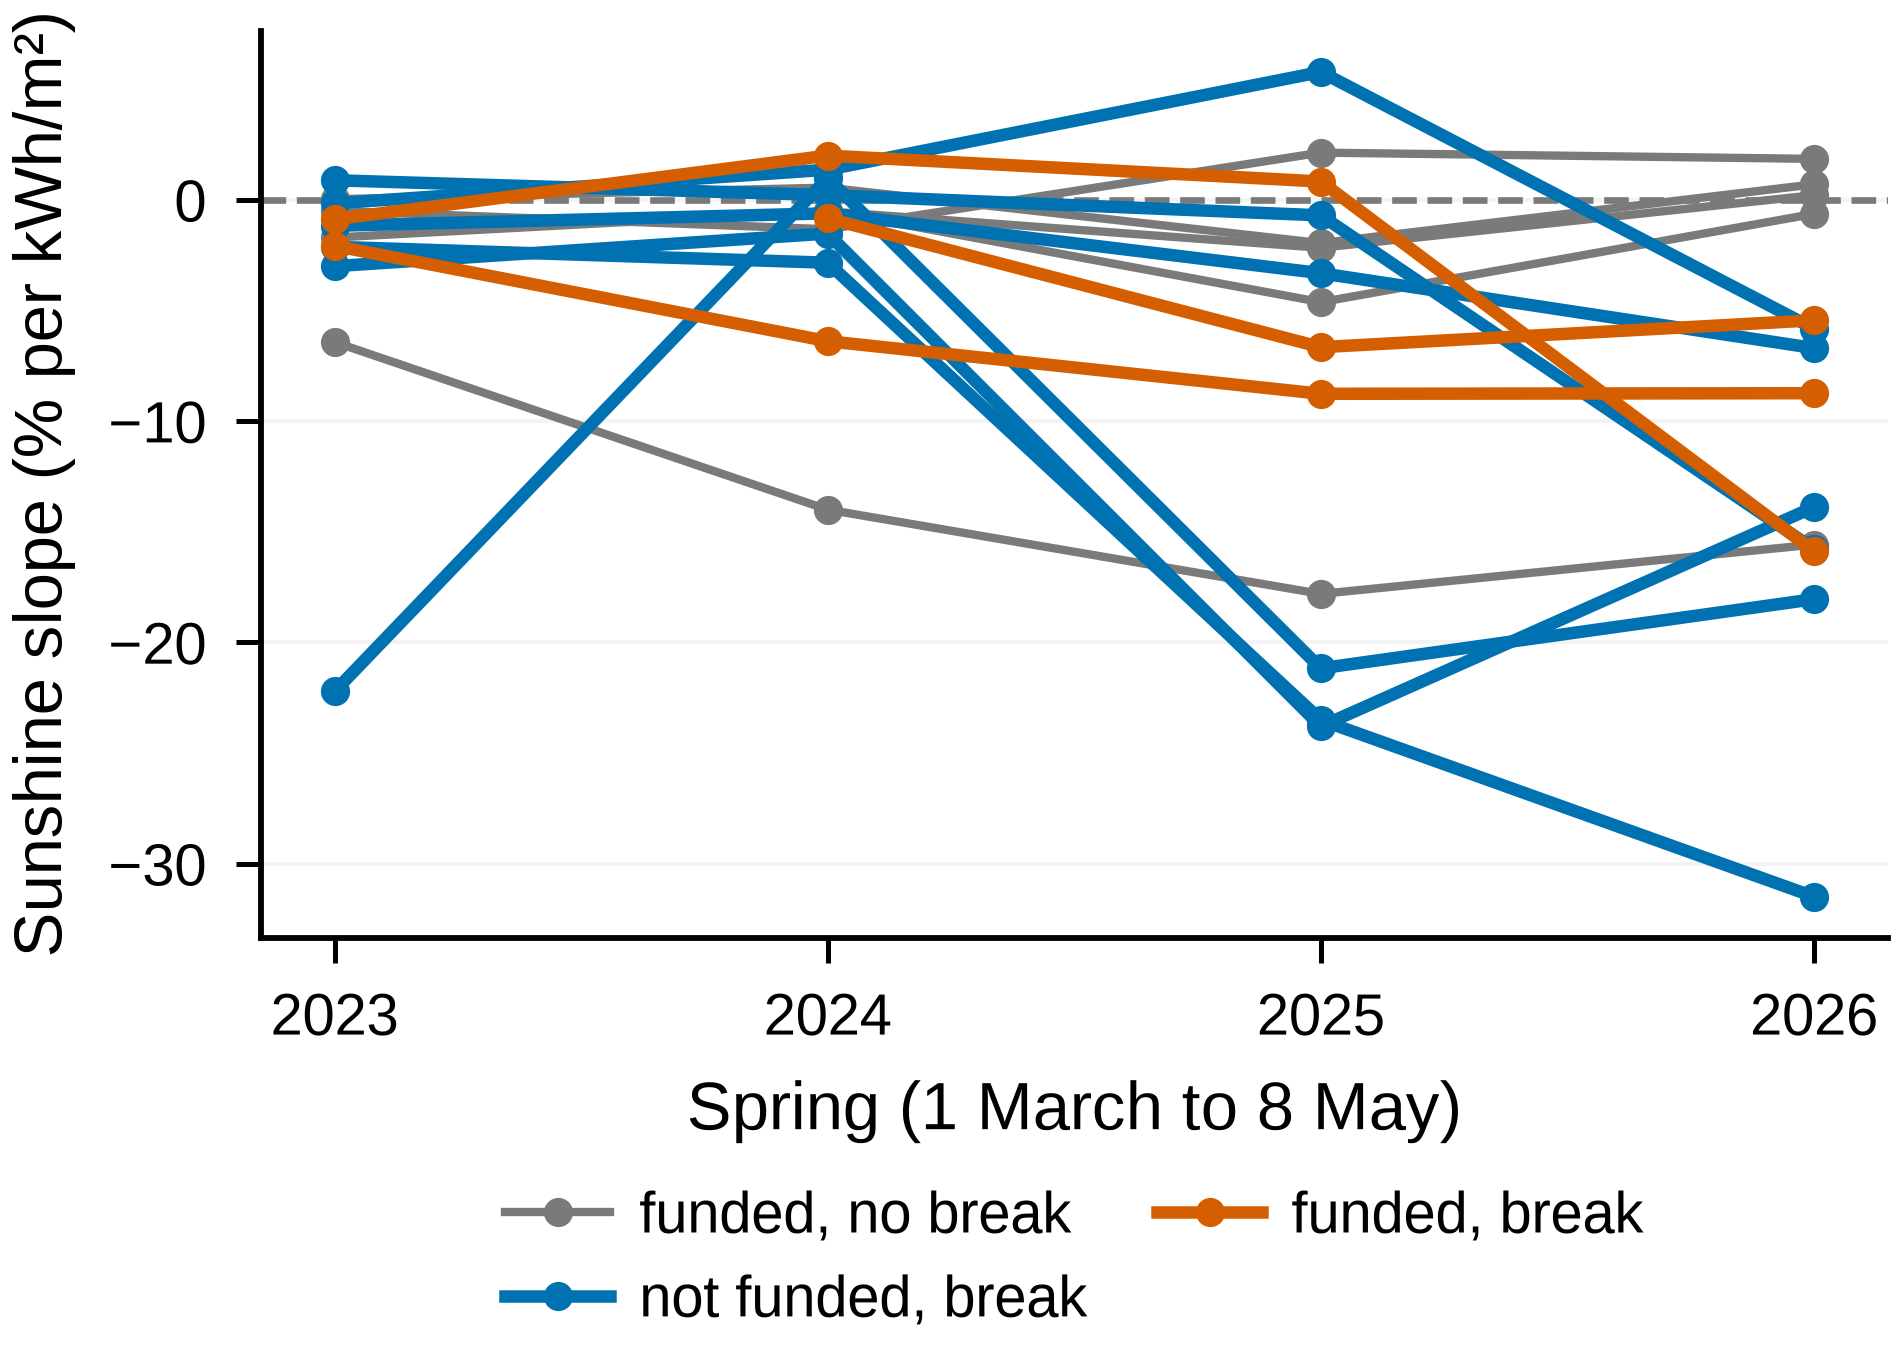 Sunshine slope (% per kWh/m²)
0
−10
−20
−30
2023 2024 2025 2026
Spring (1 March to 8 May)
funded, no break funded, break
not funded, break